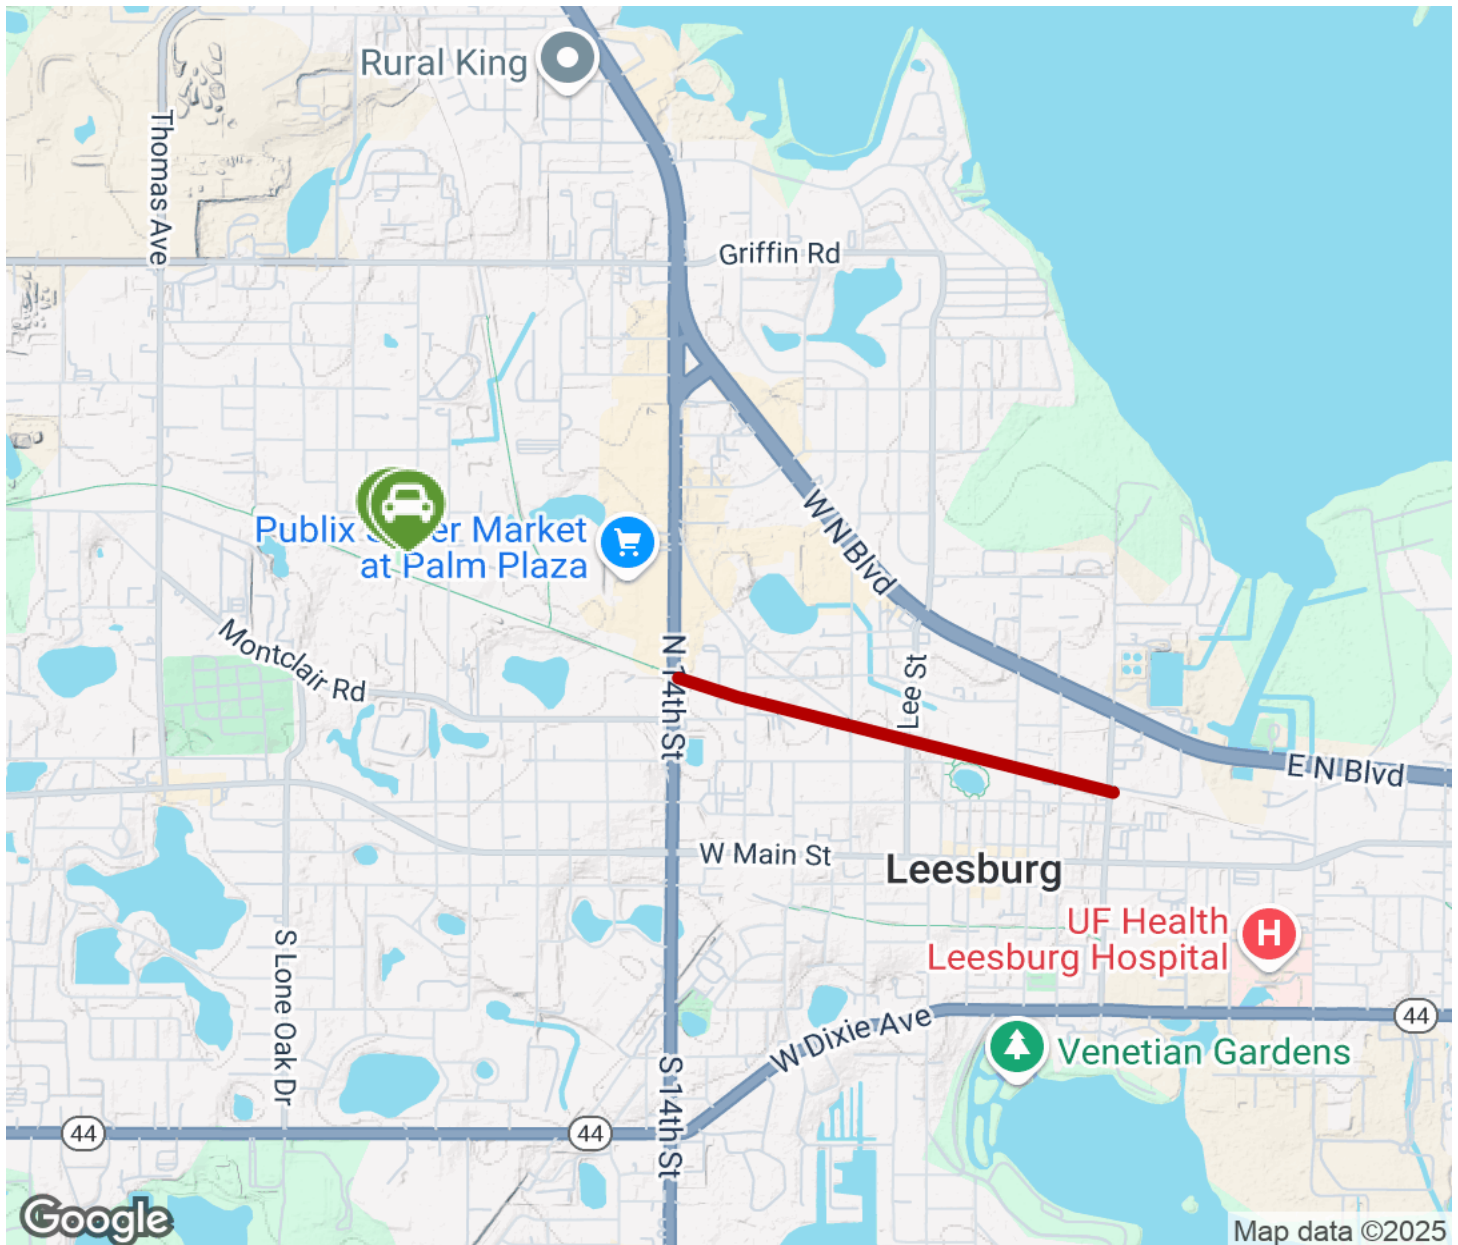 Rural King
Thomas Ave
Griffin Rd
W N Blvd
Publix Super Market
at Palm Plaza
Montclair Rd
N 14th St
Lee St
E N Blvd
W Main St
Leesburg
UF Health
Leesburg Hospital
S Lone Oak Dr
W Dixie Ave
44
Venetian Gardens
S 14th St
44
44
Google
Map data ©2025